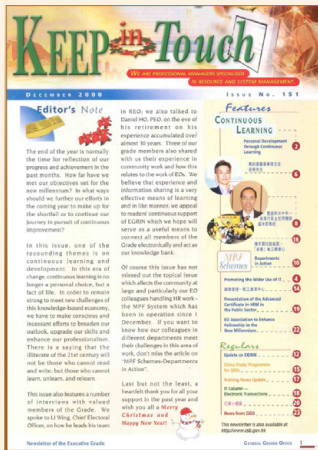 KEEP in Touch
WE ARE PROFESSIONAL MANAGERS SPECIALISED
IN RESOURCE AND SYSTEM MANAGEMENT.
DECEMBER 2000
ISSUE NO. 151
Editor's Note
The end of the year is normally
the time for reflection of our
progress and achievement in the
past months. How far have we
met our objectives set for the
new millennium? In what ways
should we further our efforts in
the coming year to make up for
the shortfall or to continue our
journey in pursuit of continuous
improvement?
In this issue, one of the
resounding themes is on
continuous learning and
development. In this era of
change, continuous learning is no
longer a personal choice, but a
fact of life. In order to remain
strong to meet new challenges of
this knowledge-based economy,
we have to make conscious and
incessant efforts to broaden our
outlook, upgrade our skills and
enhance our professionalism.
There is a saying that the
illiterate of the 21st century will
not be those who cannot read
and write, but those who cannot
learn, unlearn, and relearn.
This issue also features a number
of interviews with valued
members of the Grade. We
spoke to LI Wing, Chief Executive
Officer, on how he leads his team
in REO; we also talked to
Daniel HO, PEO, on the eve of
his retirement on his
experience accumulated over
almost 30 years. Three of our
grade members also shared
with us their experience in
community work and how this
relates to the work of EOs. We
believe that experience and
information sharing is a very
effective means of learning
and in like manner, we appeal
to readers' continuous support
of EGRIN which we hope will
serve as a useful means to
connect all members of the
Grade electronically and act as
our knowledge bank.
Of course this issue has not
missed out the topical issue
which affects the community at
large and particularly our EO
colleagues handling HR work -
the MPF System which has
been in operation since 1
December. If you want to
know how our colleagues in
different departments meet
their challenges in this area of
work, don't miss the article on
"MPF Schemes-Departments
in Action".
Last but not the least, a
heartfelt thank you for all your
support in the past year and
wish you all a Merry
Christmas and
Happy New Year!
Features
CONTINUOUS
LEARNING
Personal Development
through Continuous
Learning
2
6
8
16
MPF
Schemes
Departments
in Action
10
Promoting the Wider Use of IT
4
14
Presentation of the Advanced
Certificate in HRM in
the Public Sector
19
EO Association to Enhance
Fellowship in the
New Millennium
22
Regulars
Update on EGRIN
12
15
Training News Update
17
IT Column
Electronic Transactions
18
20
News from GGO
23
This newsletter is also available at
Newsletter of the Executive Grade
GENERAL GRADES OFFICE
1